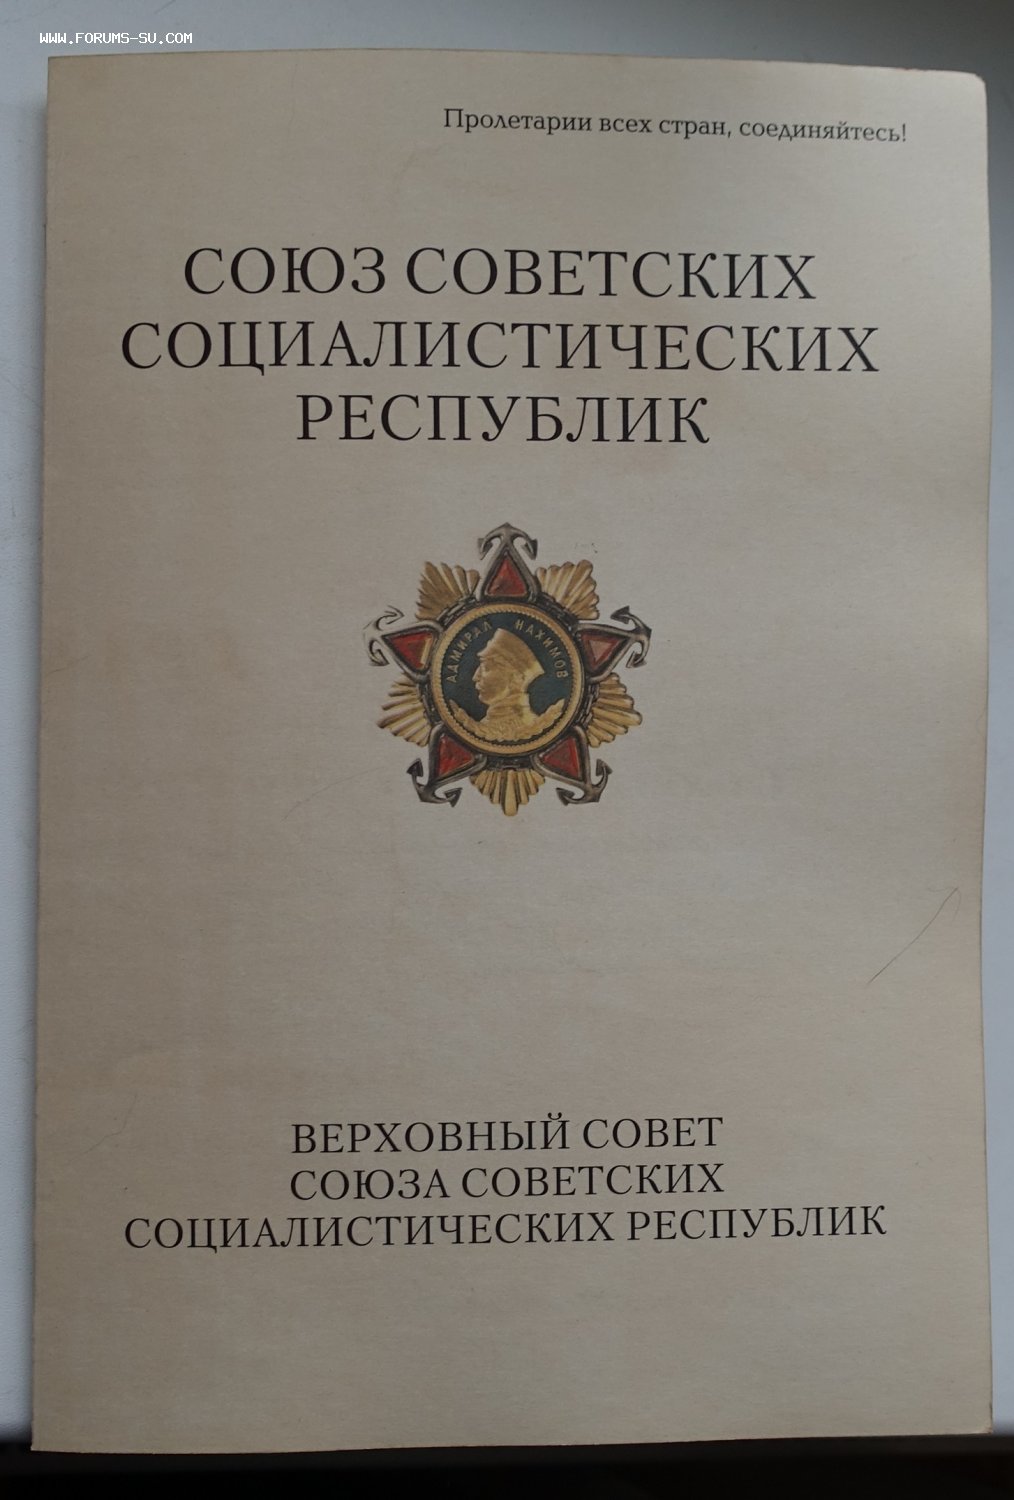 WWW.FORUMS-SU.COM
Пролетарии всех стран, соединяйтесь!
СОЮЗ СОВЕТСКИХ
СОЦИАЛИСТИЧЕСКИХ
РЕСПУБЛИК
АДМИРАЛ НАХИМОВ
ВЕРХОВНЫЙ СОВЕТ
СОЮЗА СОВЕТСКИХ
СОЦИАЛИСТИЧЕСКИХ РЕСПУБЛИК